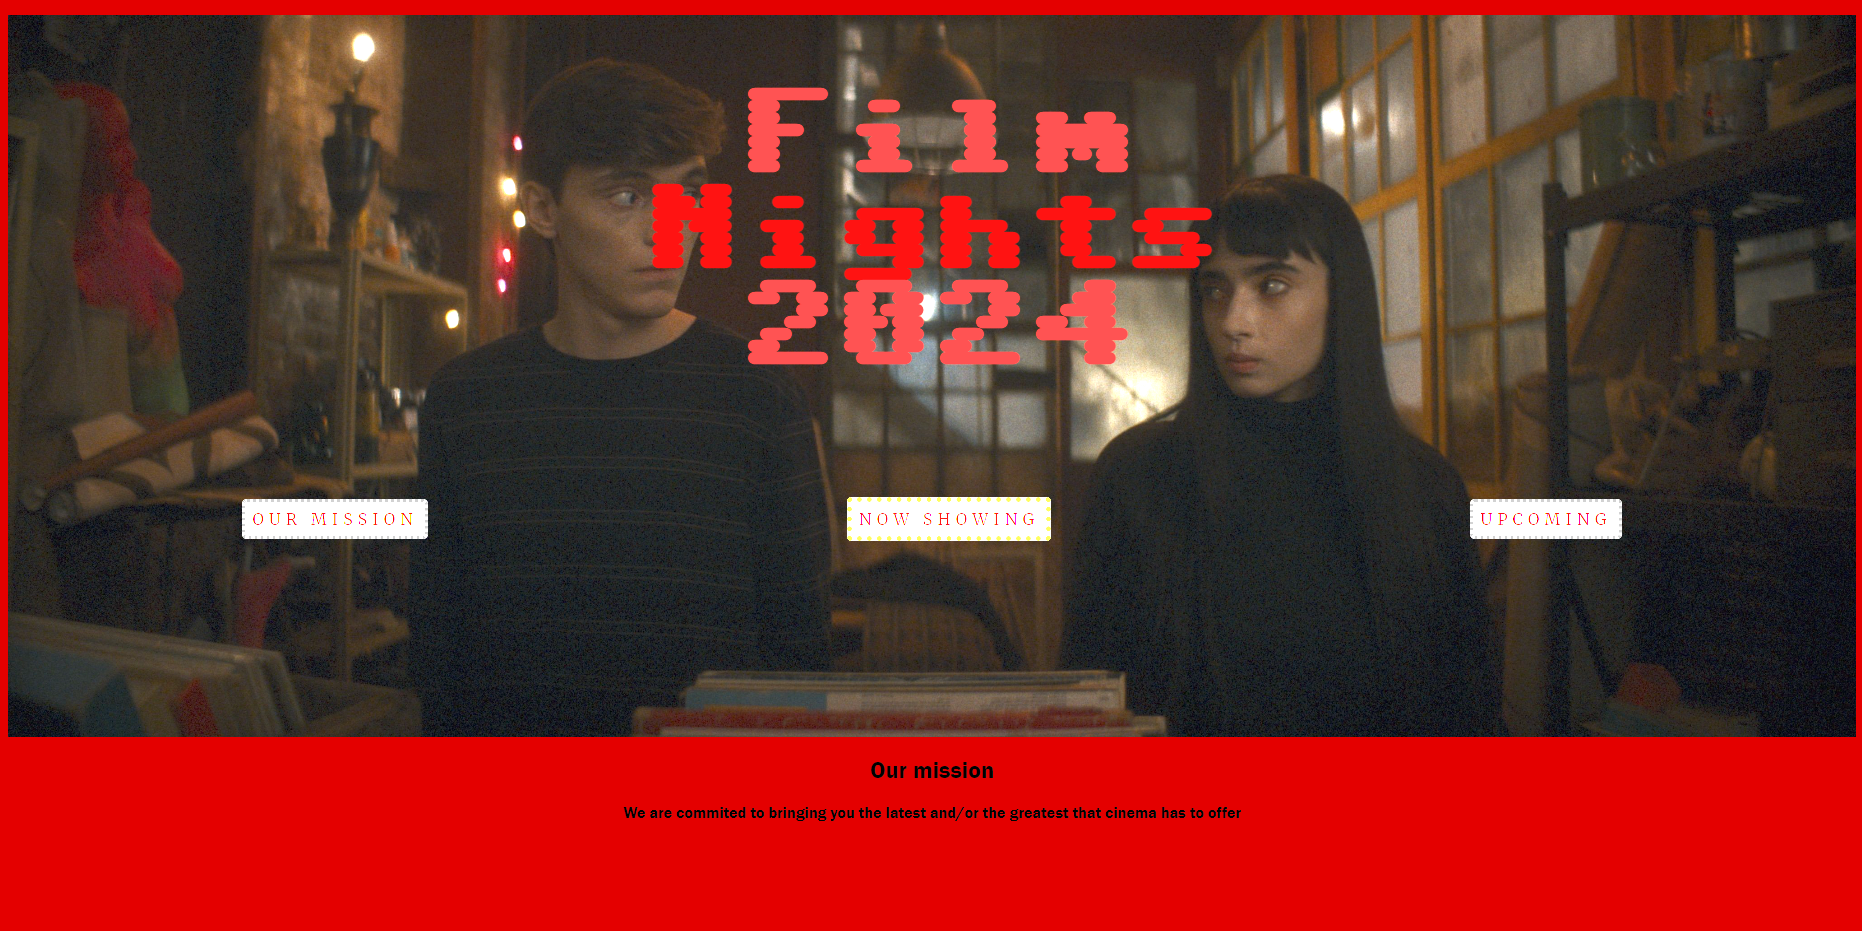 Film
Nights
2024
OUR MISSION
NOW SHOWING
UPCOMING
Our mission
We are commited to bringing you the latest and/or the greatest that cinema has to offer